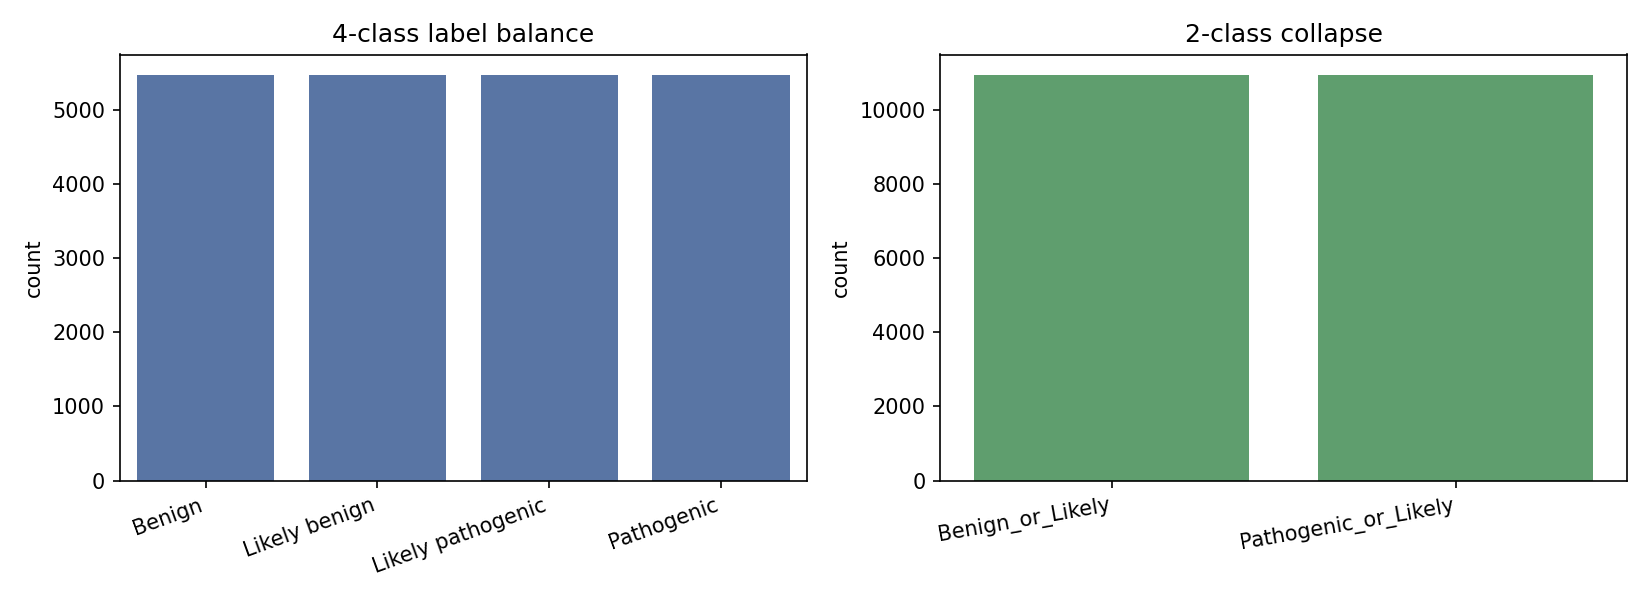 4-class label balance
count
5000
4000
3000
2000
1000
0
Benign
Likely benign
Likely pathogenic
Pathogenic
2-class collapse
count
10000
8000
6000
4000
2000
0
Benign_or_Likely
Pathogenic_or_Likely